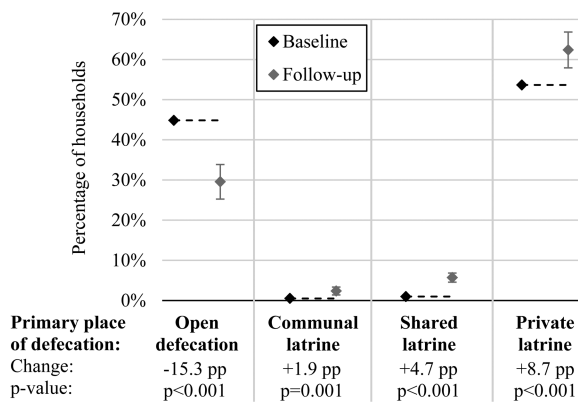 70%
60%
50%
40%
30%
20%
10%
0%
Percentage of households
Baseline
Follow-up
Primary place Open Communal Shared Private
of defecation: defecation latrine latrine latrine
Change: -15.3 pp +1.9 pp +4.7 pp +8.7 pp
p-value: p<0.001 p=0.001 p<0.001 p<0.001